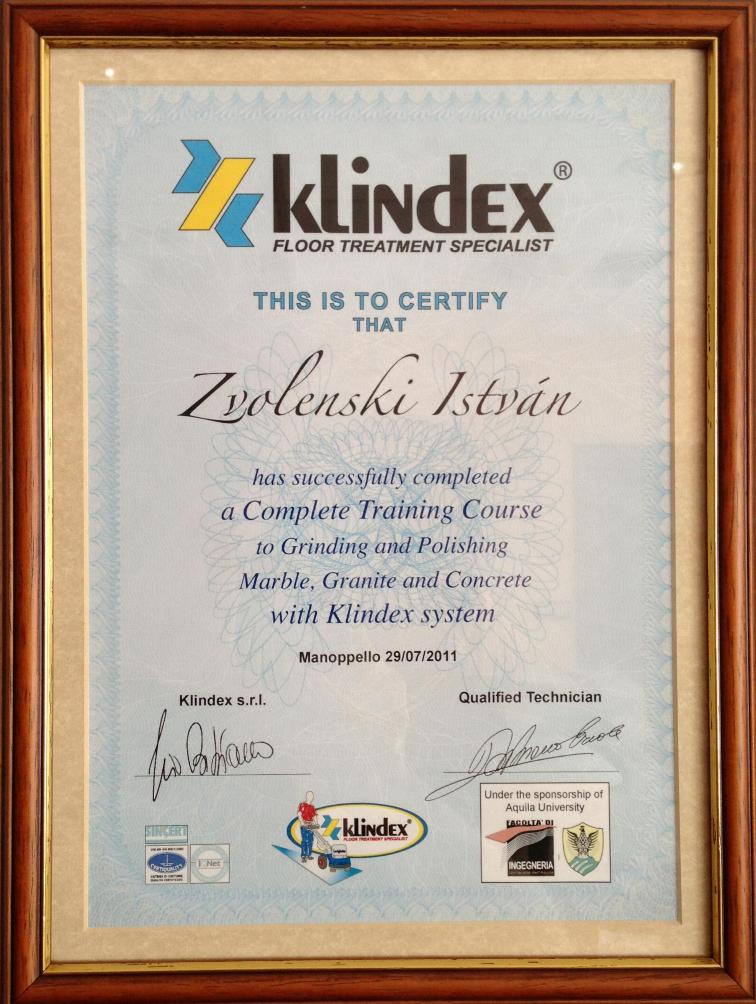 klindex®
FLOOR TREATMENT SPECIALIST
THIS IS TO CERTIFY
THAT
Zvolenski István
has successfully completed
a Complete Training Course
to Grinding and Polishing
Marble, Granite and Concrete
with Klindex system
Manoppello 29/07/2011
Klindex s.r.l.
Qualified Technician
Under the sponsorship of
Aquila University
FACOLTA' DI
INGEGNERIA
klindex®
FLOOR TREATMENT SPECIALIST
SINCERT
CERTIQUALITY
IQNet